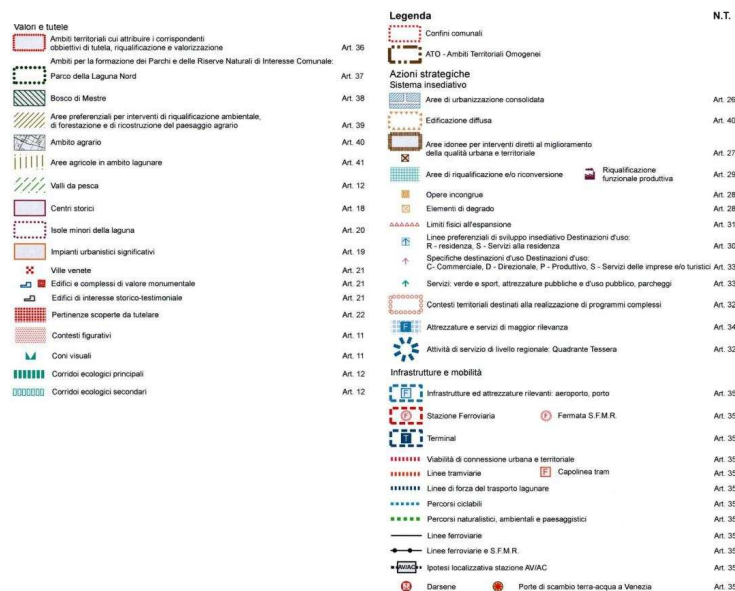 Valori e tutele
Ambiti territoriali cui attribuire i corrispondenti
obbiettivi di tutela, riqualificazione e valorizzazione Art. 36
Ambiti per la formazione dei Parchi e delle Riserve Naturali di Interesse Comunale:
Parco della Laguna Nord Art. 37
Bosco di Mestre Art. 38
Aree preferenziali per interventi di riqualificazione ambientale,
di forestazione e di ricostruzione del paesaggio agrario Art. 39
Ambito agrario Art. 40
Aree agricole in ambito lagunare Art. 41
Valli da pesca Art. 12
Centri storici Art. 18
Isole minori della laguna Art. 20
Impianti urbanistici significativi Art. 19
Ville venete Art. 21
Edifici e complessi di valore monumentale Art. 21
Edifici di interesse storico-testimoniale Art. 21
Pertinenze scoperte da tutelare Art. 22
Contesti figurativi Art. 11
Coni visuali Art. 11
Corridoi ecologici principali Art. 12
Corridoi ecologici secondari Art. 12
Legenda N.T.
Confini comunali
ATO - Ambiti Territoriali Omogenei
Azioni strategiche
Sistema insediativo
Aree di urbanizzazione consolidata Art. 26
Edificazione diffusa Art. 40
Aree idonee per interventi diretti al miglioramento
della qualità urbana e territoriale Art. 27
Aree di riqualificazione e/o riconversione Riqualificazione
funzionale produttiva Art. 29
Opere incongrue Art. 28
Elementi di degrado Art. 28
Limiti fisici all'espansione Art. 31
Linee preferenziali di sviluppo insediativo Destinazioni d'uso:
R - residenza, S - Servizi alla residenza Art. 30
Specifiche destinazioni d'uso Destinazioni d'uso:
C- Commerciale, D - Direzionale, P - Produttivo, S - Servizi delle imprese e/o turistici Art. 33
Servizi: verde e sport, attrezzature pubbliche e d'uso pubblico, parcheggi Art. 33
Contesti territoriali destinati alla realizzazione di programmi complessi Art. 32
F Attrezzature e servizi di maggior rilevanza Art. 34
Attività di servizio di livello regionale: Quadrante Tessera Art. 32
Infrastrutture e mobilità
F Infrastrutture ed attrezzature rilevanti: aeroporto, porto Art. 35
F Stazione Ferroviaria F Fermata S.F.M.R. Art. 35
T Terminal Art. 35
Viabilità di connessione urbana e territoriale Art. 35
Linee tramviarie F Capolinea tram Art. 35
Linee di forza del trasporto lagunare Art. 35
Percorsi ciclabili Art. 35
Percorsi naturalistici, ambientali e paesaggistici Art. 35
Linee ferroviarie Art. 35
Linee ferroviarie e S.F.M.R. Art. 35
AV/AC Ipotesi localizzativa stazione AV/AC Art. 35
Darsene Porte di scambio terra-acqua a Venezia Art. 35